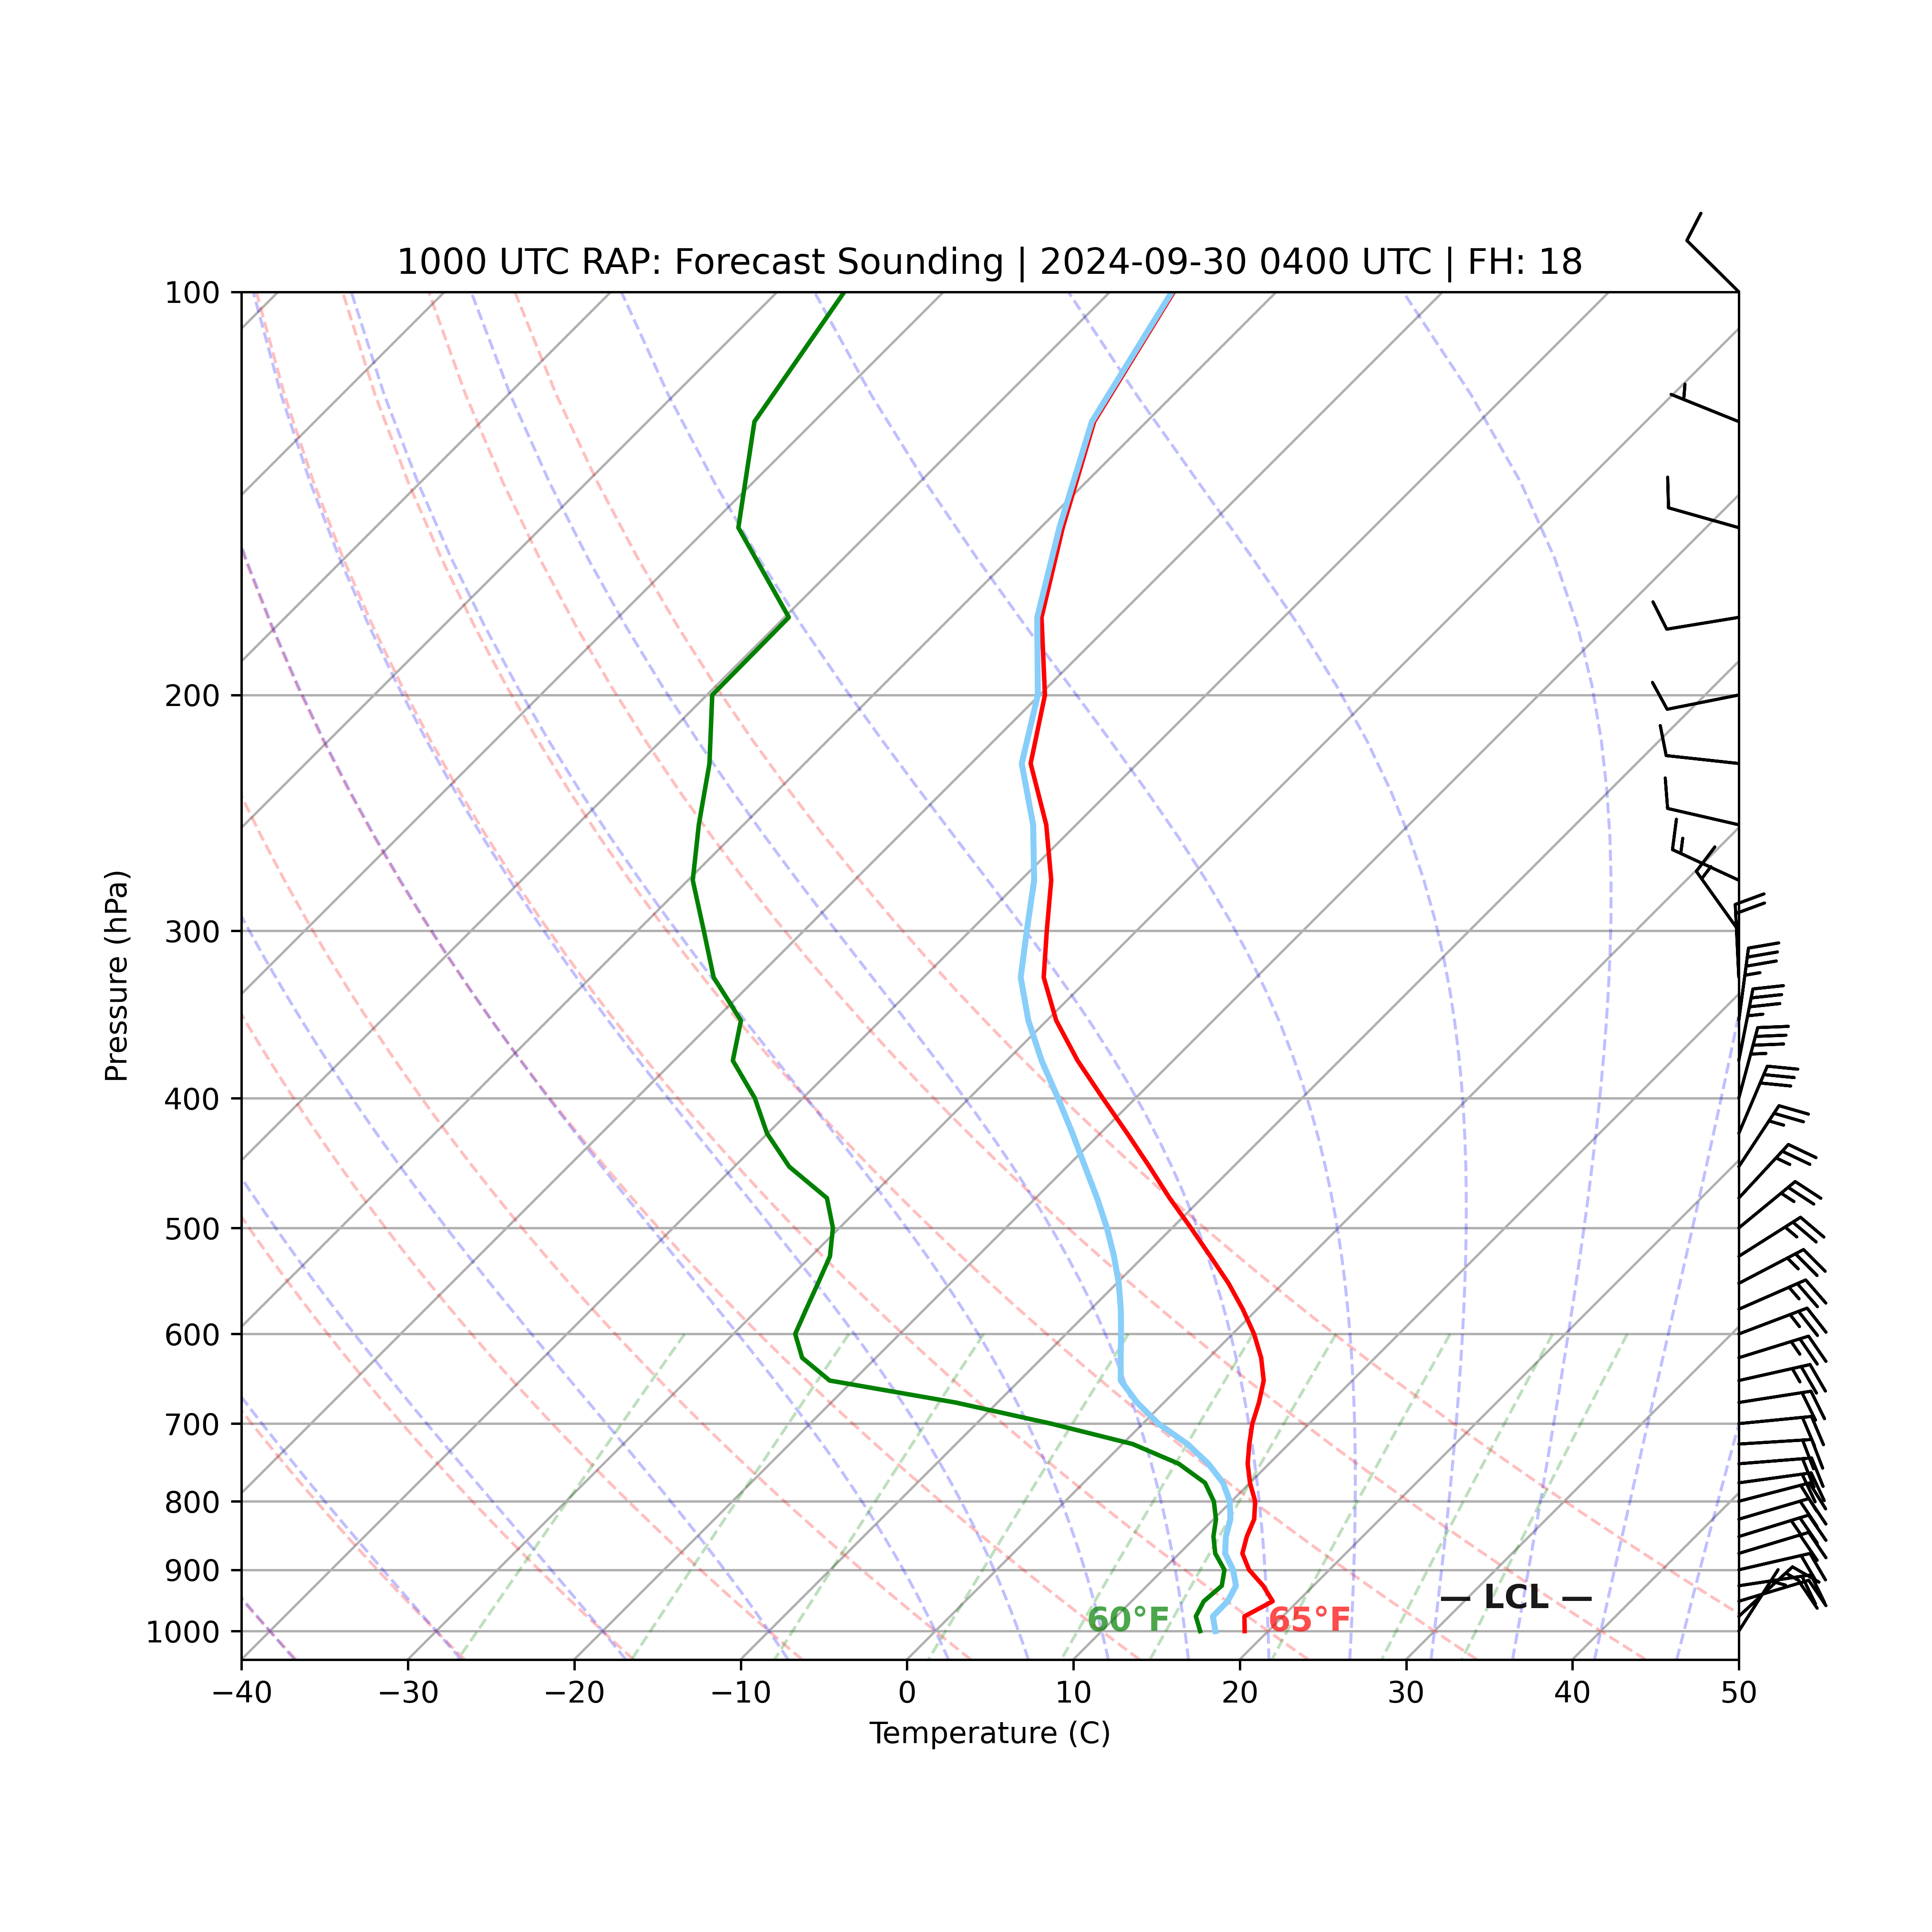 1000 UTC RAP: Forecast Sounding | 2024-09-30 0400 UTC | FH: 18
100
200
300
400
500
600
700
800
900
1000
Pressure (hPa)
60°F
65°F
— LCL —
−40 −30 −20 −10 0 10 20 30 40 50
Temperature (C)